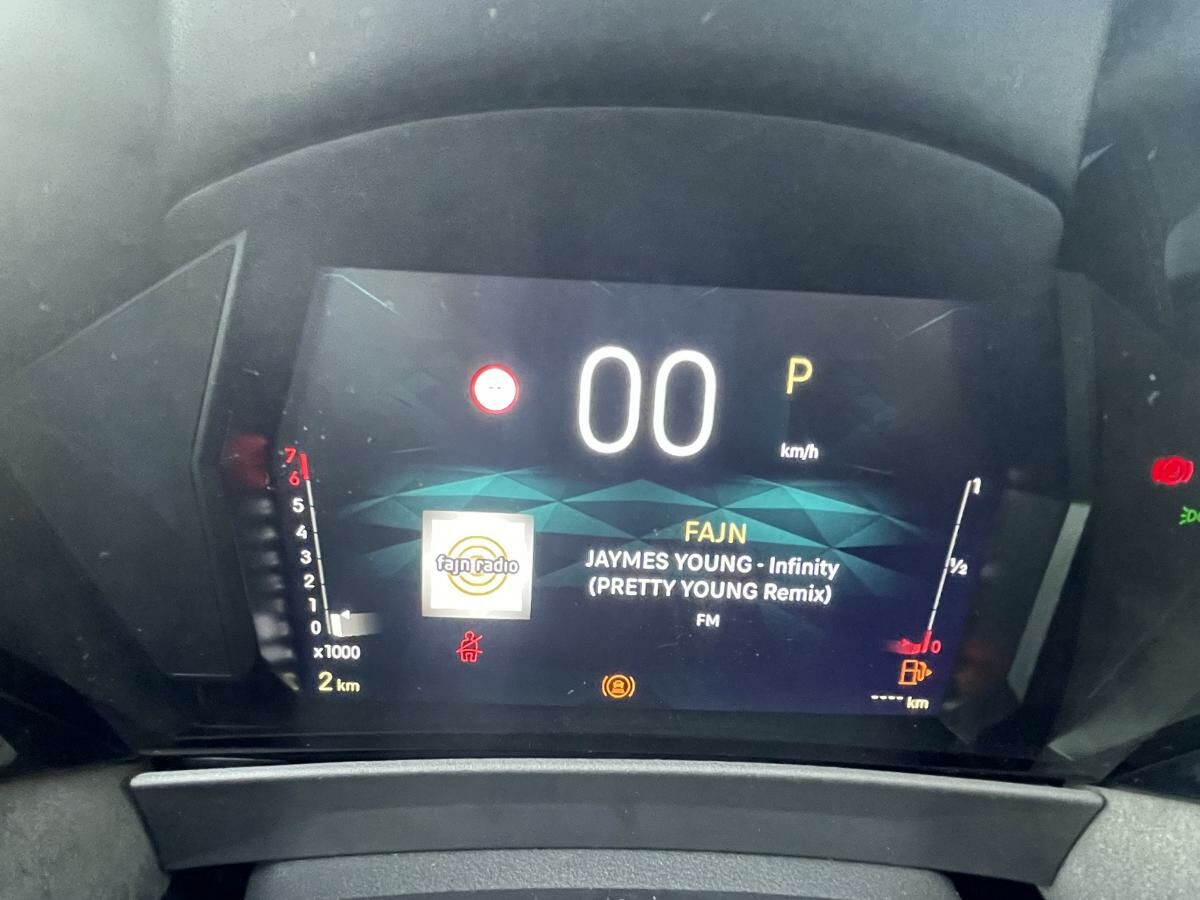 00
P
km/h
7
6
5
4
3
2
1
0
x1000
2 km
fajn radio
FAJN
JAYMES YOUNG - Infinity
(PRETTY YOUNG Remix)
FM
1
1/2
0
---- km